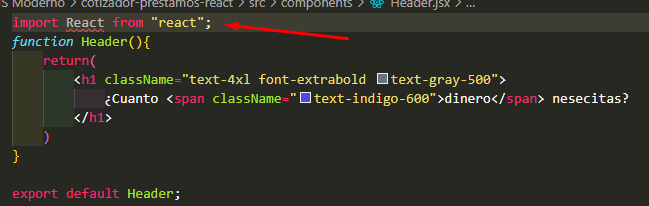 S Moderno > cotizador-prestamos-react > src > components > Header.jsx > ...
import React from "react";
function Header(){
return(
<h1 className="text-4xl font-extrabold text-gray-500">
¿Cuanto <span className="text-indigo-600">dinero</span> nesecitas?
</h1>
)
}
export default Header;